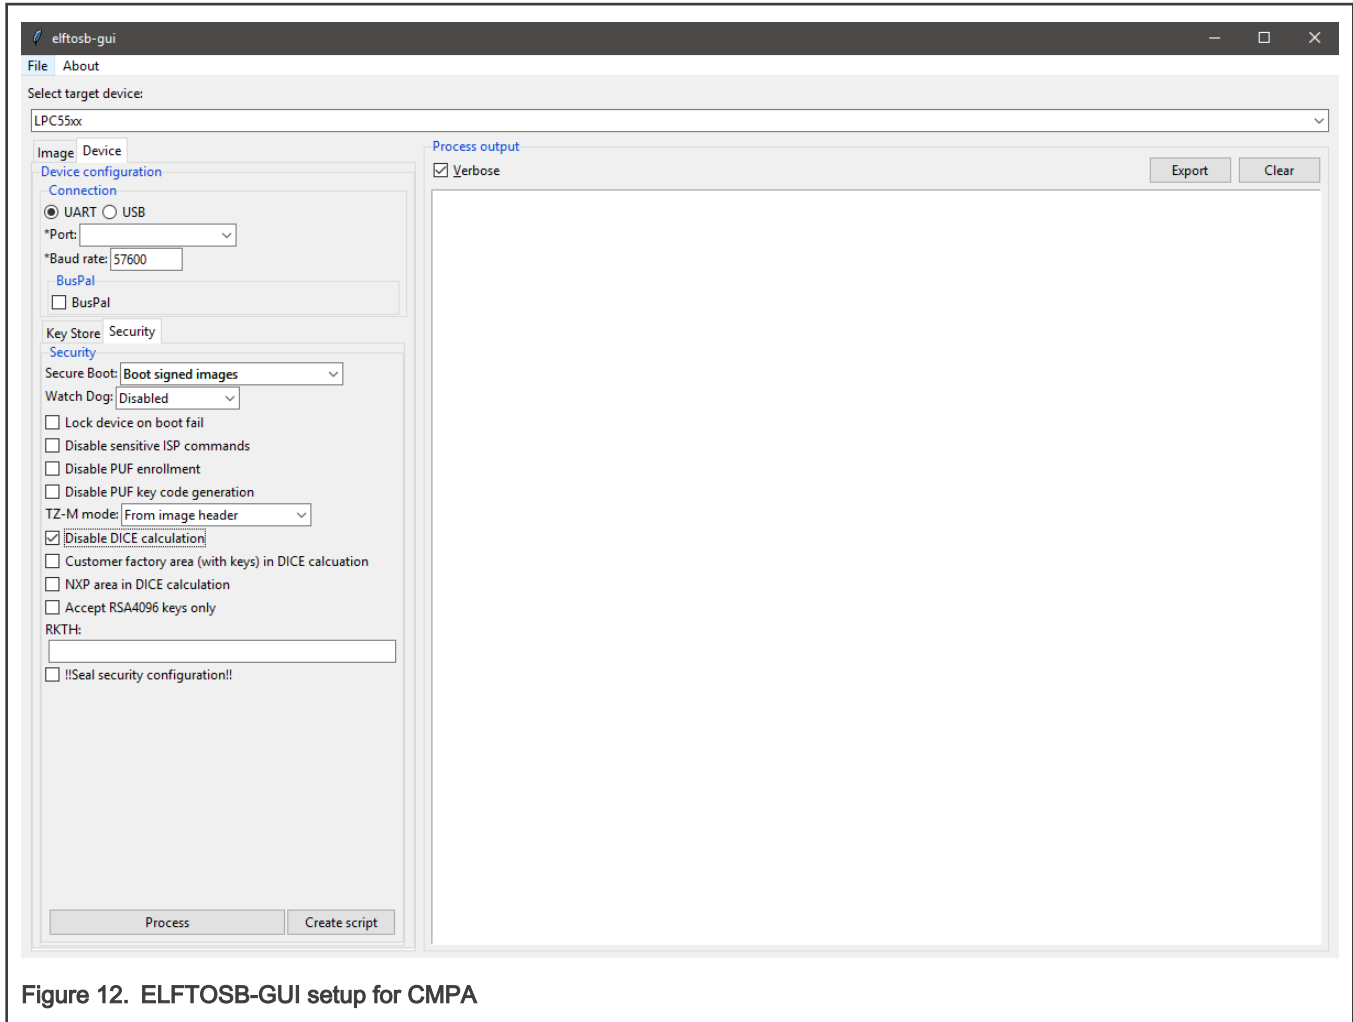 elftosb-gui
File About
Select target device:
LPC55xx
Image Device
Device configuration
Connection
UART USB
*Port:
*Baud rate: 57600
BusPal
BusPal
Key Store Security
Security
Secure Boot: Boot signed images
Watch Dog: Disabled
Lock device on boot fail
Disable sensitive ISP commands
Disable PUF enrollment
Disable PUF key code generation
TZ-M mode: From image header
Disable DICE calculation
Customer factory area (with keys) in DICE calcuation
NXP area in DICE calculation
Accept RSA4096 keys only
RKTH:
!!Seal security configuration!!
Process Create script
Process output
Verbose Export Clear
Figure 12. ELFTOSB-GUI setup for CMPA